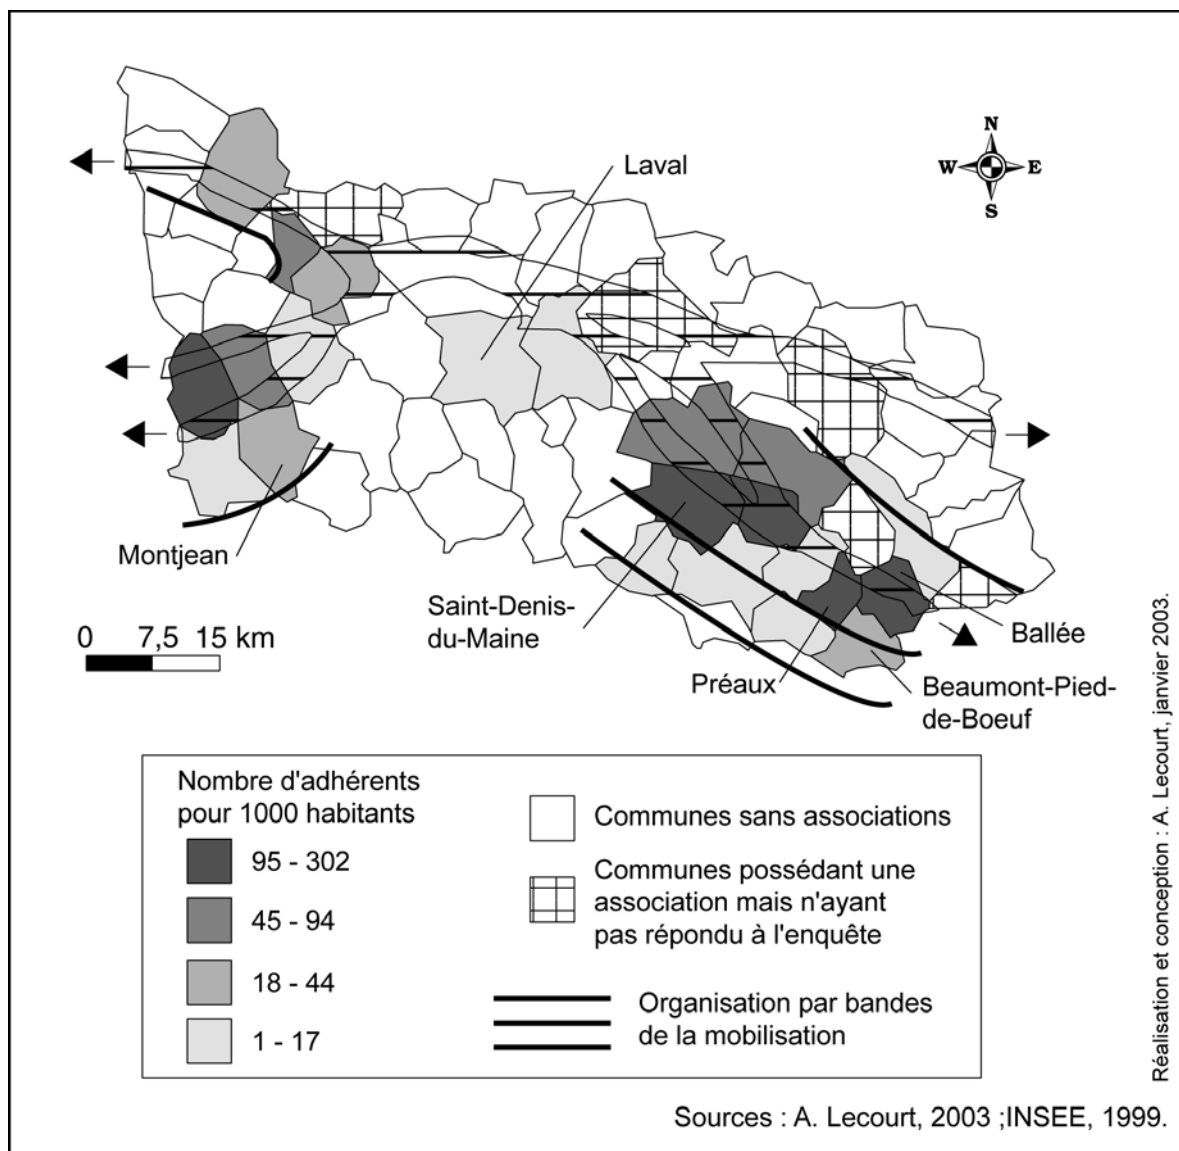 N
W E
S
Laval
Montjean
Saint-Denis-
du-Maine
Préaux
Ballée
Beaumont-Pied-
de-Boeuf
0 7,5 15 km
Nombre d'adhérents
pour 1000 habitants
95 - 302
45 - 94
18 - 44
1 - 17
Communes sans associations
Communes possédant une
association mais n'ayant
pas répondu à l'enquête
Organisation par bandes
de la mobilisation
Réalisation et conception : A. Lecourt, janvier 2003.
Sources : A. Lecourt, 2003 ;INSEE, 1999.